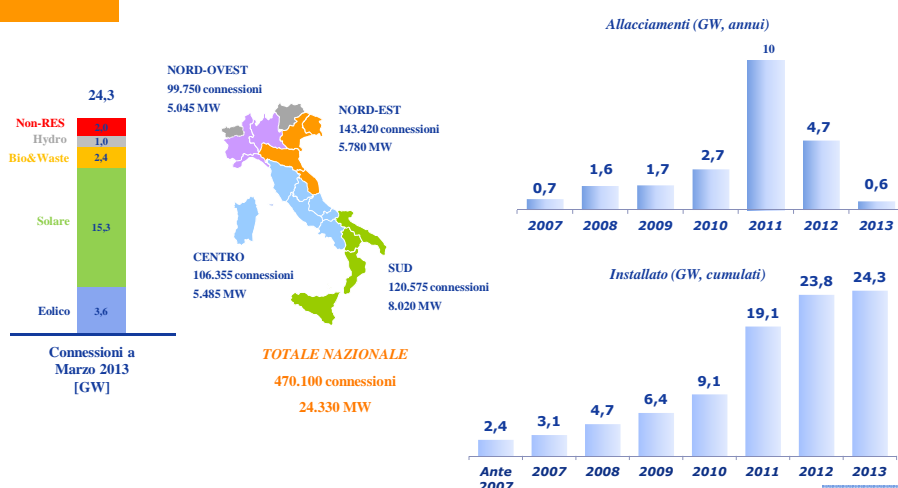 24,3
Non-RES
2,0
Hydro
1,0
Bio&Waste
2,4
Solare
15,3
Eolico
3,6
Connessioni a
Marzo 2013
[GW]
NORD-OVEST
99.750 connessioni
5.045 MW
NORD-EST
143.420 connessioni
5.780 MW
CENTRO
106.355 connessioni
5.485 MW
SUD
120.575 connessioni
8.020 MW
TOTALE NAZIONALE
470.100 connessioni
24.330 MW
Allacciamenti (GW, annui)
0,7
1,6
1,7
2,7
10
4,7
0,6
2007 2008 2009 2010 2011 2012 2013
Installato (GW, cumulati)
2,4
3,1
4,7
6,4
9,1
19,1
23,8
24,3
Ante 2007 2008 2009 2010 2011 2012 2013
2007